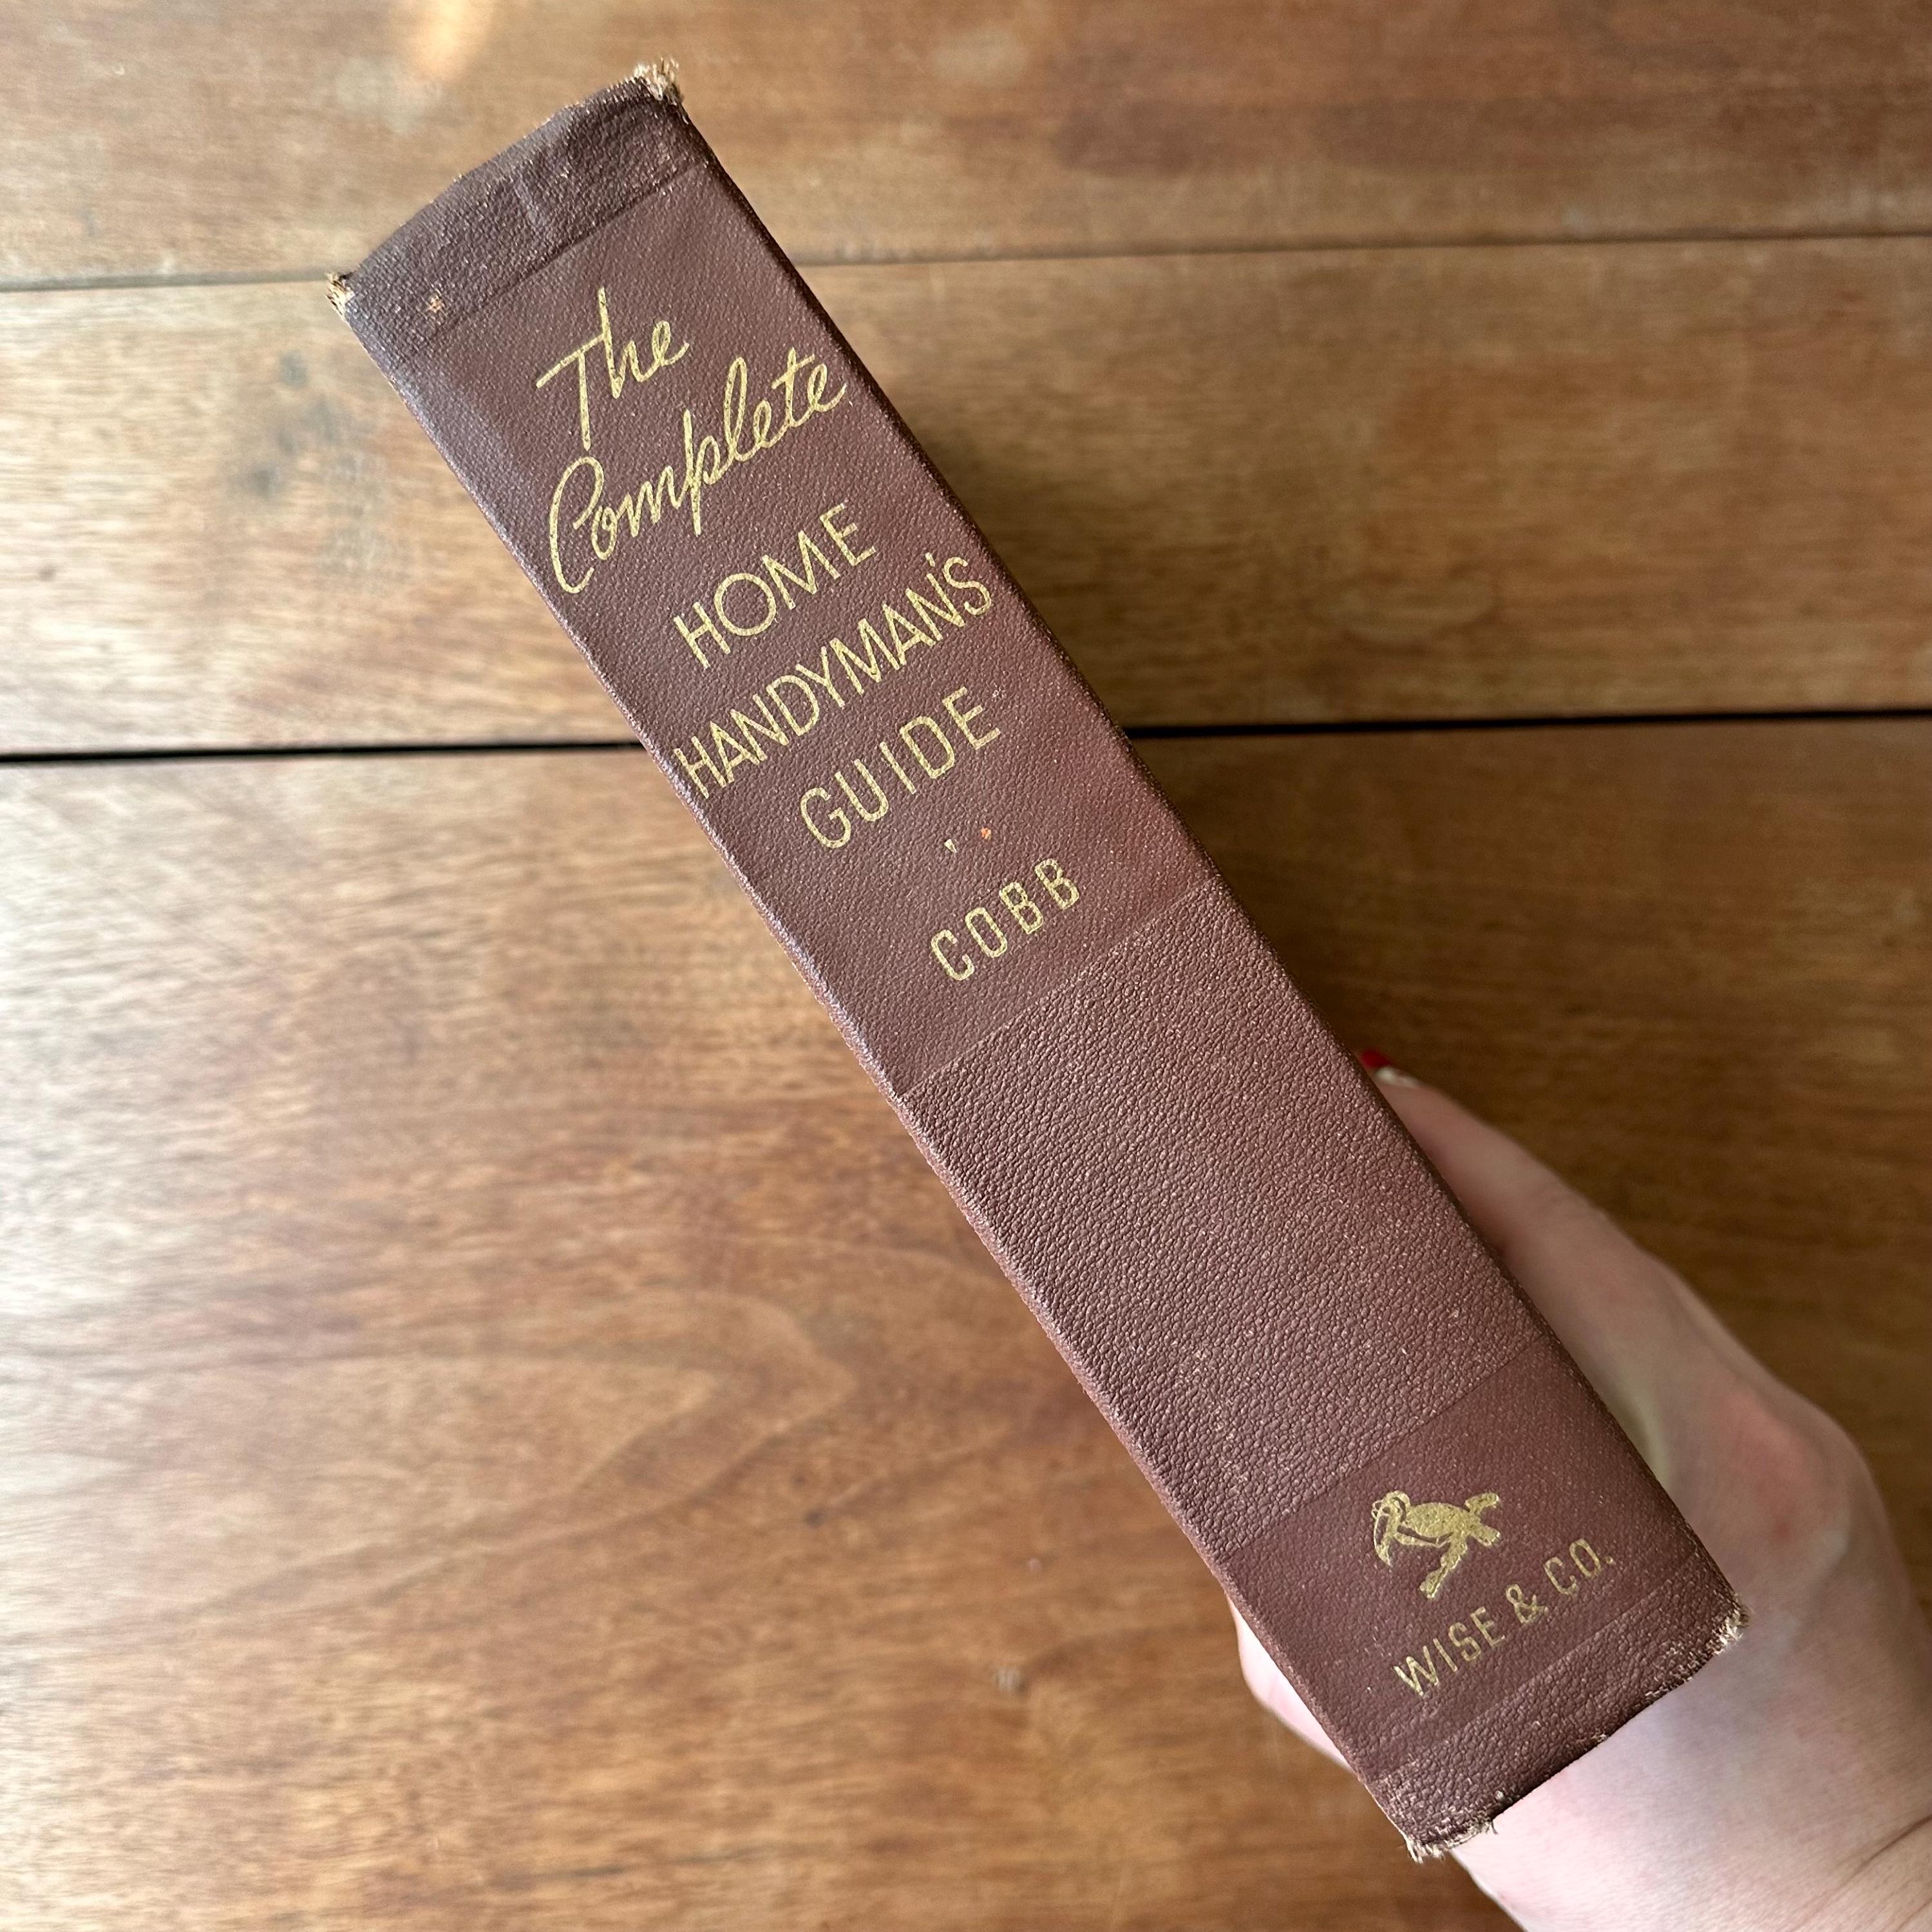 The
Complete
HOME
HANDYMAN'S
GUIDE
COBB
WISE & CO.